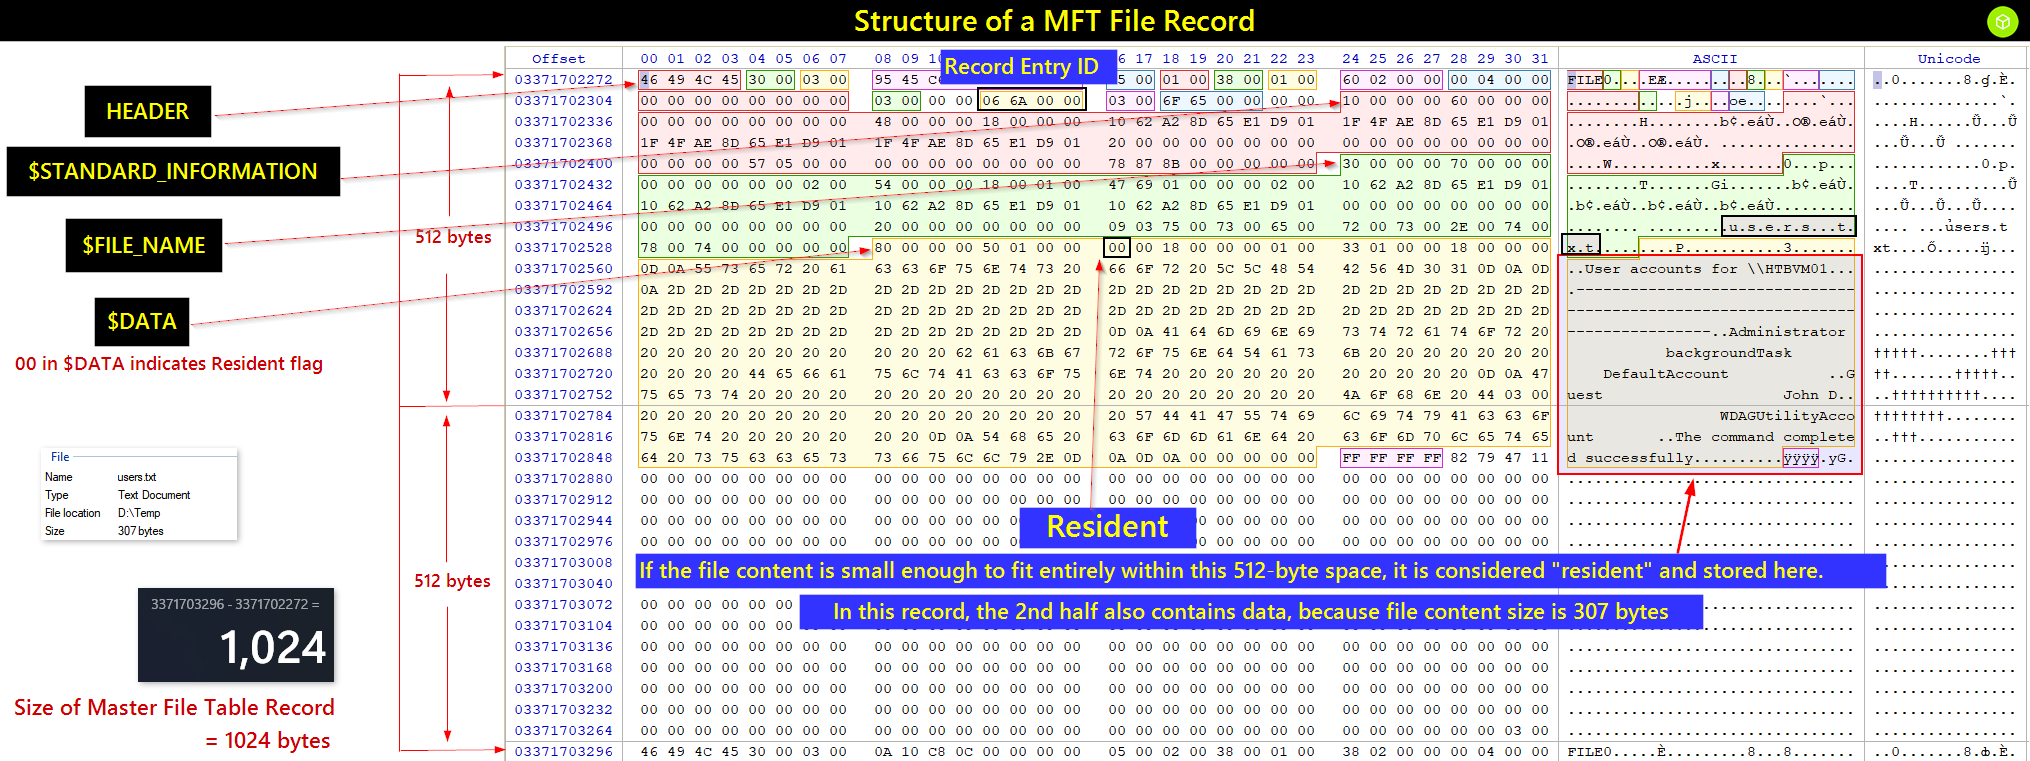 Structure of a MFT File Record
Offset 00 01 02 03 04 05 06 07 08 09 17 18 19 20 21 22 23 24 25 26 27 28 29 30 31 ASCII Unicode
Record Entry ID
03371702272 46 49 4C 45 30 00 03 00 95 45 00 01 00 38 00 01 00 60 02 00 00 00 04 00 00
03371702304 00 00 00 00 00 00 00 00 03 00 00 00 06 6A 00 00 03 00 6F 65 00 00 00 00 10 00 00 00 60 00 00 00
03371702336 00 00 00 00 00 00 00 00 48 00 00 00 18 00 00 00 10 62 A2 8D 65 E1 D9 01 1F 4F AE 8D 65 E1 D9 01
03371702368 1F 4F AE 8D 65 E1 D9 01 1F 4F AE 8D 65 E1 D9 01 20 00 00 00 00 00 00 00 00 00 00 00 00 00 00 00
03371702400 00 00 00 00 57 05 00 00 00 00 00 00 00 00 00 00 78 87 8B 00 00 00 00 00 30 00 00 00 70 00 00 00
03371702432 00 00 00 00 00 00 02 00 54 00 00 00 18 00 01 00 47 69 01 00 00 00 02 00 10 62 A2 8D 65 E1 D9 01
03371702464 10 62 A2 8D 65 E1 D9 01 10 62 A2 8D 65 E1 D9 01 10 62 A2 8D 65 E1 D9 01 00 00 00 00 00 00 00 00
03371702496 00 00 00 00 00 00 00 00 20 00 00 00 00 00 00 00 09 03 75 00 73 00 65 00 72 00 73 00 2E 00 74 00 .u.s.e.r.s...t.
03371702528 78 00 74 00 00 00 00 00 80 00 00 00 50 01 00 00 00 00 18 00 00 00 01 00 33 01 00 00 18 00 00 00 x.t.
03371702560 0D 0A 55 73 65 72 20 61 63 63 6F 75 6E 74 73 20 66 6F 72 20 5C 5C 48 54 42 56 4D 30 31 0D 0A 0D ..User accounts for \\HTBVM01...
03371702592 0A 2D 2D 2D 2D 2D 2D 2D 2D 2D 2D 2D 2D 2D 2D 2D 2D 2D 2D 2D 2D 2D 2D 2D 2D 2D 2D 2D 2D 2D 2D 2D .-------------------------------
03371702624 2D 2D 2D 2D 2D 2D 2D 2D 2D 2D 2D 2D 2D 2D 2D 2D 2D 2D 2D 2D 2D 2D 2D 2D 2D 2D 2D 2D 2D 2D 2D 2D --------------------------------
03371702656 2D 2D 2D 2D 2D 2D 2D 2D 2D 2D 2D 2D 2D 2D 2D 2D 0D 0A 41 64 6D 69 6E 69 73 74 72 61 74 6F 72 20 ----------------..Administrator
03371702688 20 20 20 20 20 20 20 20 20 20 20 62 61 63 6B 67 72 6F 75 6E 64 54 61 73 6B 20 20 20 20 20 20 20 backgroundTask
03371702720 20 20 20 20 44 65 66 61 75 6C 74 41 63 63 6F 75 6E 74 20 20 20 20 20 20 20 20 20 20 20 0D 0A 47 DefaultAccount ..G
03371702752 75 65 73 74 20 20 20 20 20 20 20 20 20 20 20 20 20 20 20 20 20 20 20 20 4A 6F 68 6E 20 44 03 00 uest John D..
03371702784 20 20 20 20 20 20 20 20 20 20 20 20 20 20 20 20 20 57 44 41 47 55 74 69 6C 69 74 79 41 63 63 6F WDAGUtilityAcco
03371702816 75 6E 74 20 20 20 20 20 20 20 0D 0A 54 68 65 20 63 6F 6D 6D 61 6E 64 20 63 6F 6D 70 6C 65 74 65 unt ..The command complete
03371702848 64 20 73 75 63 63 65 73 73 66 75 6C 6C 79 2E 0D 0A 0D 0A 00 00 00 00 00 FF FF FF FF 82 79 47 11 d successfully..........ÿÿÿÿ.yG.
03371702880 00 00 00 00 00 00 00 00 00 00 00 00 00 00 00 00 00 00 00 00 00 00 00 00 00 00 00 00 00 00 00 00
03371702912 00 00 00 00 00 00 00 00 00 00 00 00 00 00 00 00 00 00 00 00 00 00 00 00 00 00 00 00 00 00 00 00
03371702944 00 00 00 00 00 00 00 00 00 00 00 00 00 00 00 00 00 00 00 00 00 00 00 00 00 00 00 00
03371702976 00 00 00 00 00 00 00 00 00 00 00 00 00 00 00 00 00 00 00 00 00 00 00 00 00 00 00 00
03371703008
03371703040
03371703072 00 00 00 00 00 00
03371703104 00 00 00 00 00 00
03371703136 00 00 00 00 00 00 00 00 00 00 00 00 00 00 00 00 00 00 00 00 00 00 00 00 00 00 00 00 00 00 00 00
03371703168 00 00 00 00 00 00 00 00 00 00 00 00 00 00 00 00 00 00 00 00 00 00 00 00 00 00 00 00 00 00 00 00
03371703200 00 00 00 00 00 00 00 00 00 00 00 00 00 00 00 00 00 00 00 00 00 00 00 00 00 00 00 00 00 00 00 00
03371703232 00 00 00 00 00 00 00 00 00 00 00 00 00 00 00 00 00 00 00 00 00 00 00 00 00 00 00 00 00 00 00 00
03371703264 00 00 00 00 00 00 00 00 00 00 00 00 00 00 00 00 00 00 00 00 00 00 00 00 00 00 00 00 00 00 03 00
03371703296 46 49 4C 45 30 00 03 00 0A 10 C8 0C 00 00 00 00 05 00 02 00 38 00 01 00 38 02 00 00 00 04 00 00 FILE0.....È.........8...8.......
HEADER
$STANDARD_INFORMATION
$FILE_NAME
$DATA
00 in $DATA indicates Resident flag
512 bytes
512 bytes
File
Name users.txt
Type Text Document
File location D:\Temp
Size 307 bytes
3371703296 - 3371702272 =
1,024
Size of Master File Table Record
= 1024 bytes
Resident
If the file content is small enough to fit entirely within this 512-byte space, it is considered "resident" and stored here.
In this record, the 2nd half also contains data, because file content size is 307 bytes